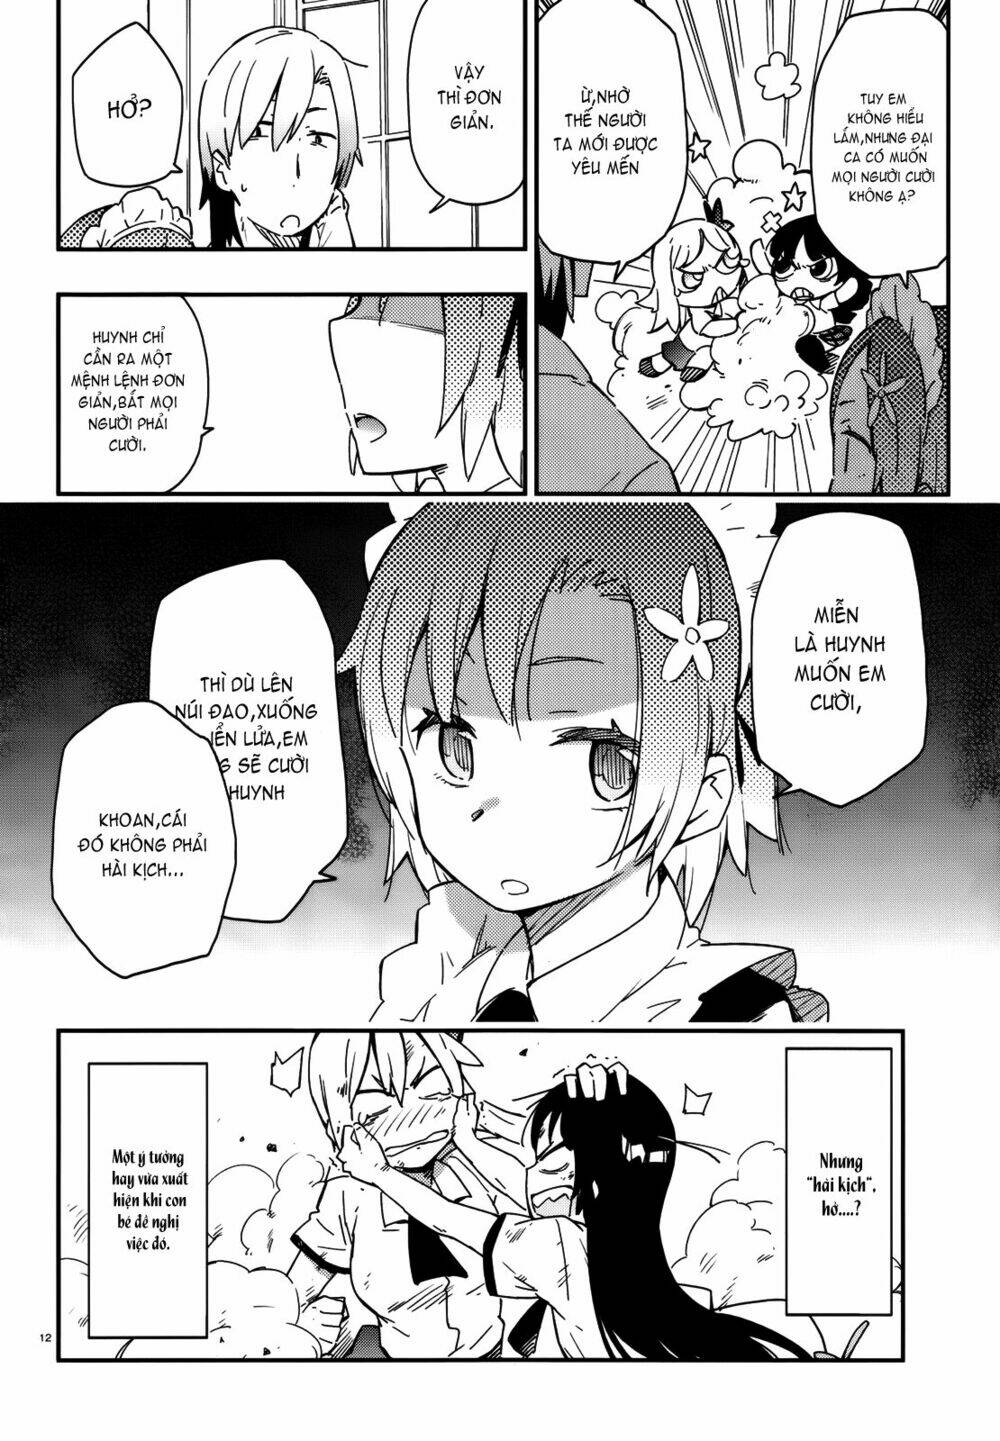 TUY EM
KHÔNG HIỂU
LẮM,NHƯNG ĐẠI
CA CÓ MUỐN
MỌI NGƯỜI CƯỜI
KHÔNG Ạ?
Ừ,NHỜ
THẾ NGƯỜI
TA MỚI ĐƯỢC
YÊU MẾN
VẬY
THÌ ĐƠN
GIẢN.
HỞ?
HUYNH CHỈ
CẦN RA MỘT
MỆNH LỆNH ĐƠN
GIẢN,BẮT MỌI
NGƯỜI PHẢI
CƯỜI.
MIỄN
LÀ HUYNH
MUỐN EM
CƯỜI,
THÌ DÙ LÊN
NÚI ĐAO,XUỐNG
LỬA,EM
SẼ CƯỜI
HUYNH
KHOAN,CÁI
ĐÓ KHÔNG PHẢI
HÀI KỊCH...
Nhưng
"hài kịch",
hở....?
Một ý tưởng
hay vừa xuất
hiện khi con
bé đề nghị
việc đó.
12